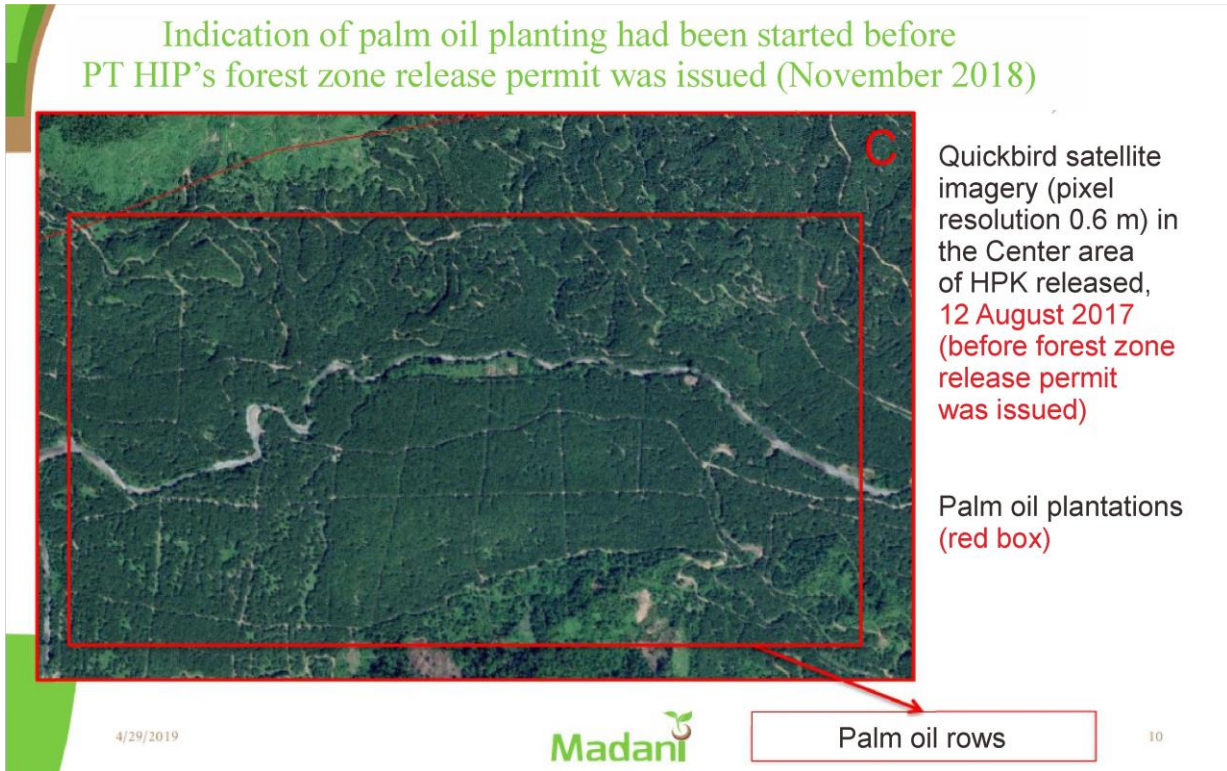 Indication of palm oil planting had been started before
PT HIP's forest zone release permit was issued (November 2018)
C
Quickbird satellite
imagery (pixel
resolution 0.6 m) in
the Center area
of HPK released,
12 August 2017
(before forest zone
release permit
was issued)
Palm oil plantations
(red box)
Palm oil rows
4/29/2019
Madani
10